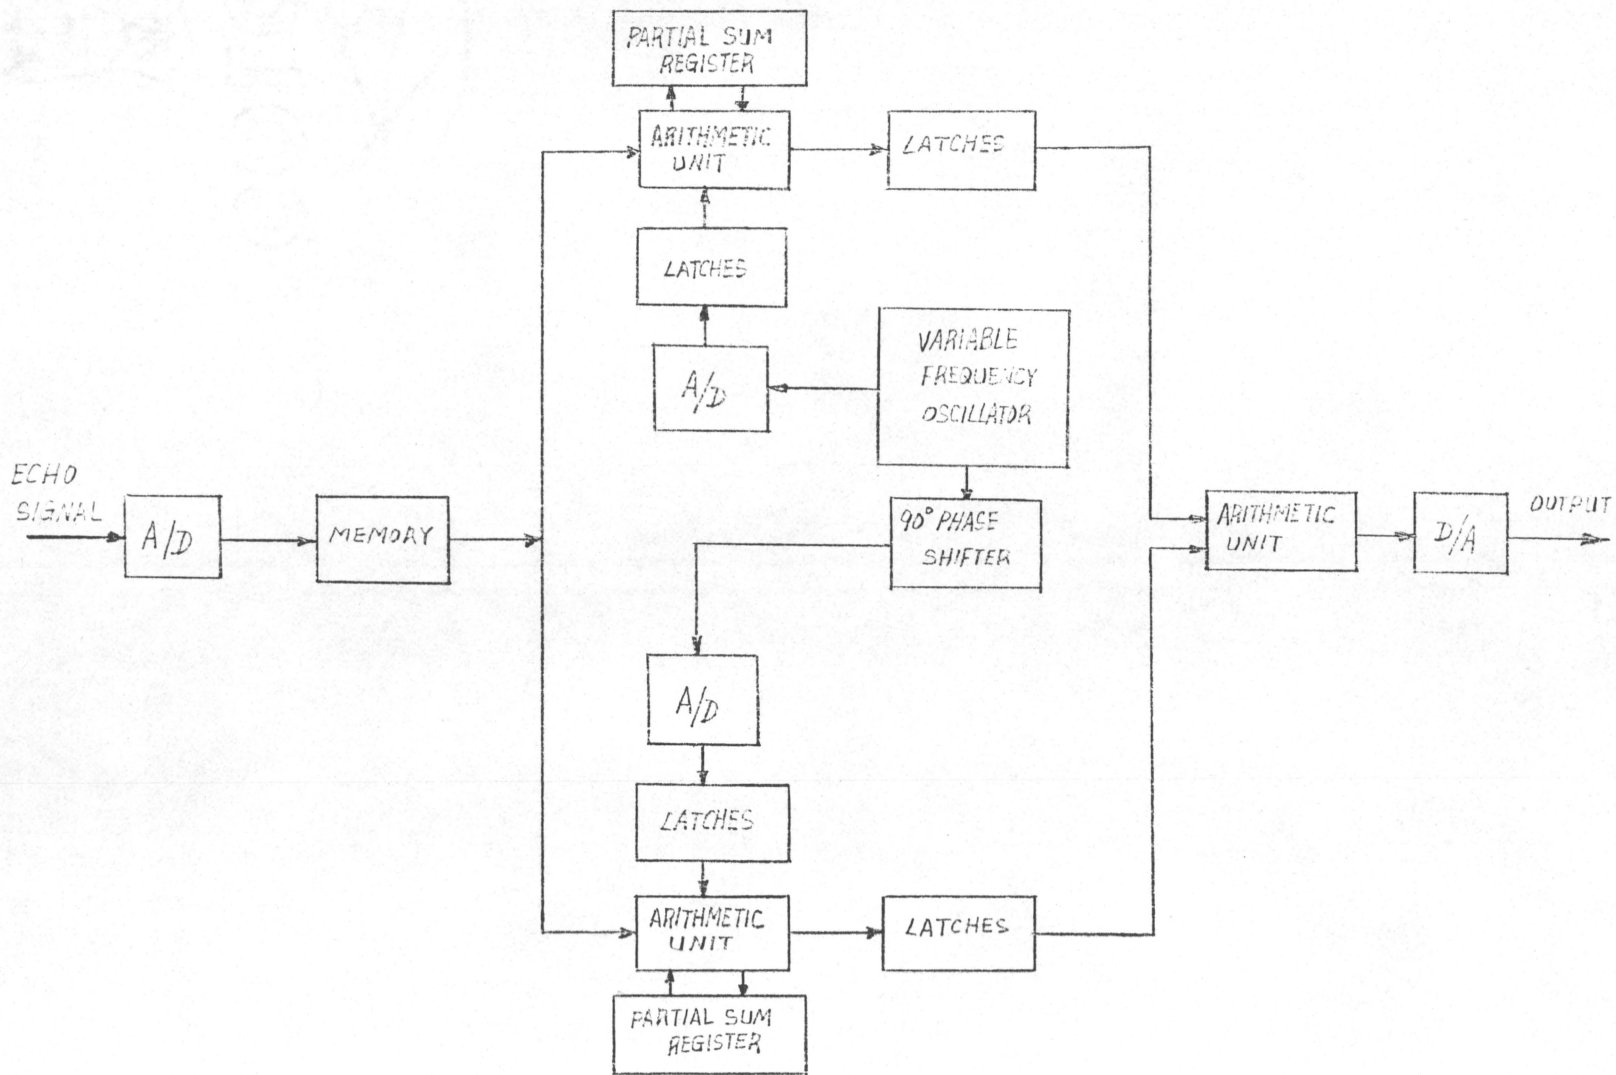 PARTIAL SUM
REGISTER
ARITHMETIC
UNIT
LATCHES
LATCHES
VARIABLE
FREQUENCY
OSCILLATOR
A/D
ECHO
SIGNAL
A/D
MEMORY
90° PHASE
SHIFTER
ARITHMETIC
UNIT
D/A
OUTPUT
A/D
LATCHES
ARITHMETIC
UNIT
LATCHES
PARTIAL SUM
REGISTER